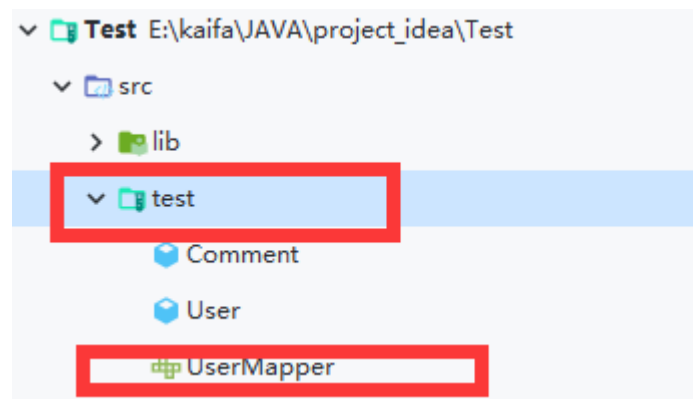 Test E:\kaifa\JAVA\project_idea\Test
src
lib
test
Comment
User
UserMapper